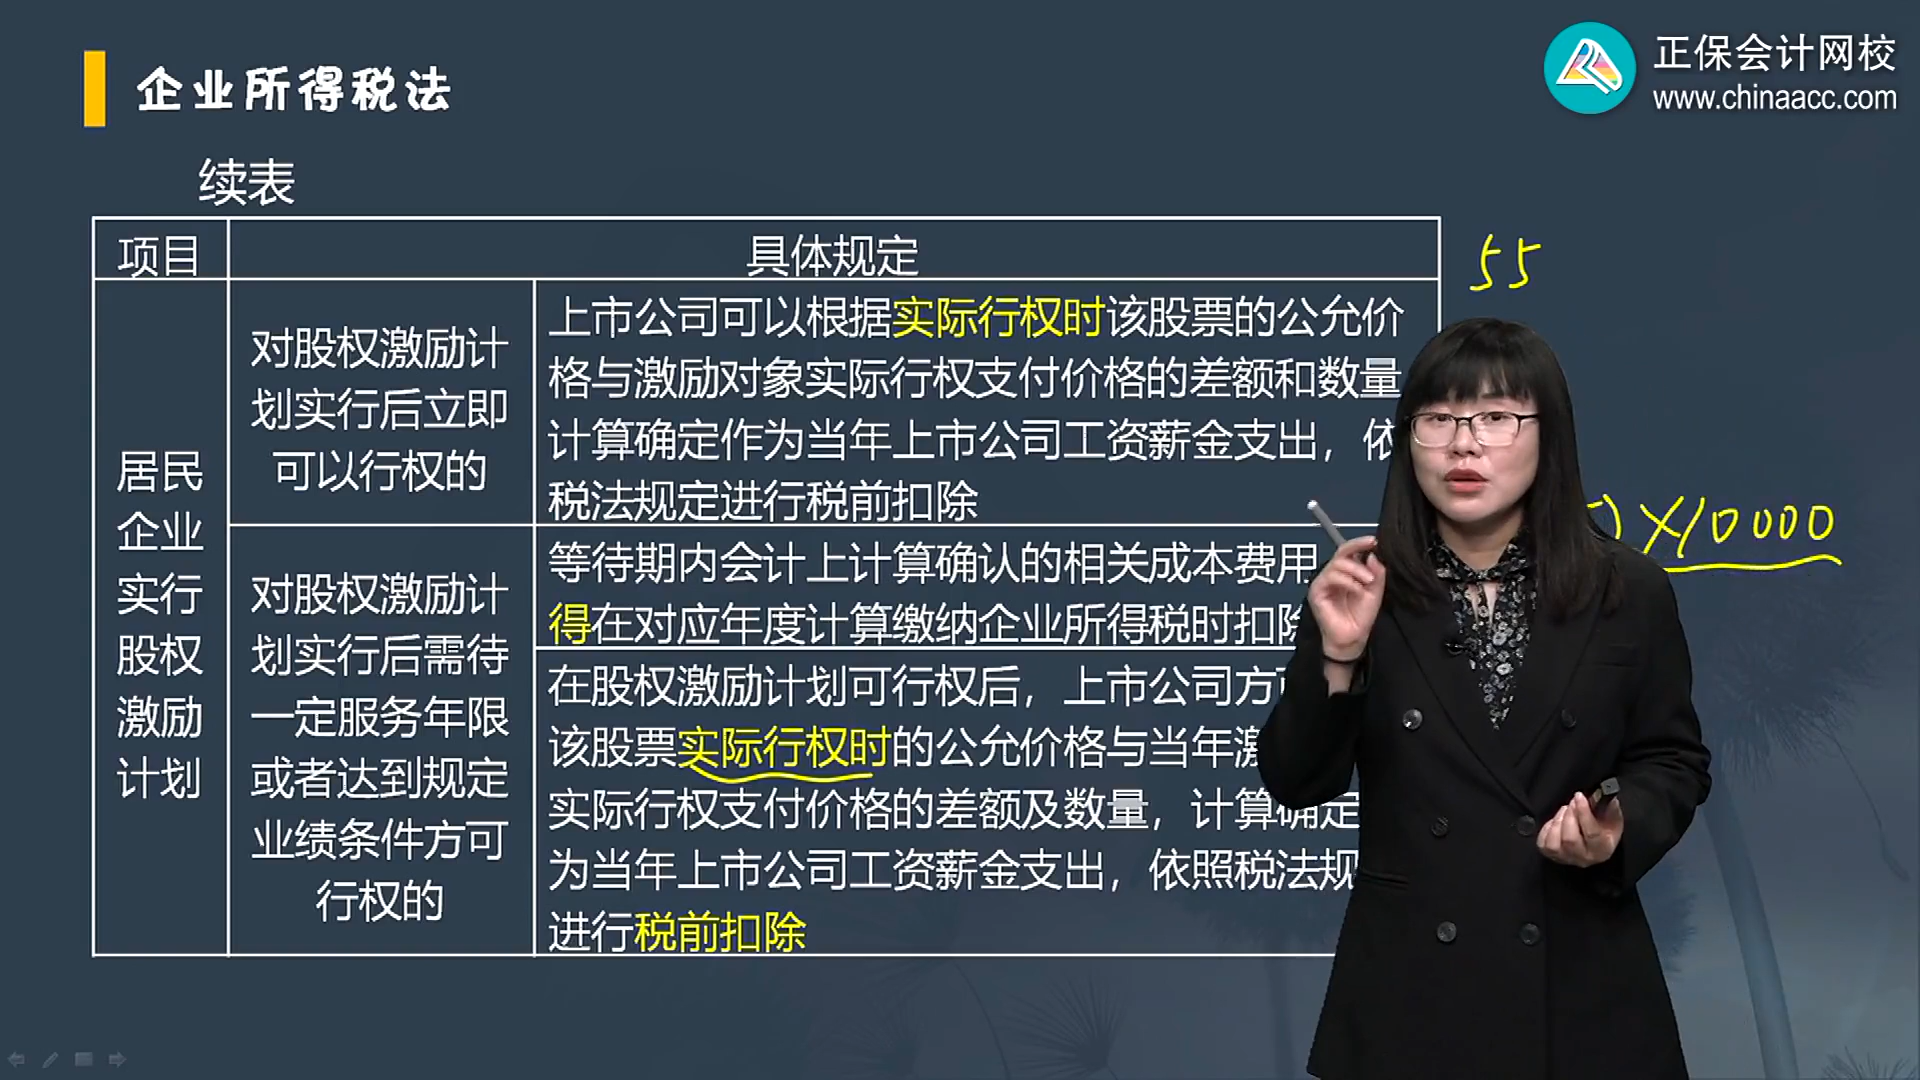 正保会计网校
www.chinaacc.com
企业所得税法
续表
项目
具体规定
55
居民
企业
实行
股权
激励
计划
对股权激励计
划实行后立即
可以行权的
上市公司可以根据实际行权时该股票的公允价
格与激励对象实际行权支付价格的差额和数量
计算确定作为当年上市公司工资薪金支出，依
税法规定进行税前扣除
) ×10000
对股权激励计
划实行后需待
一定服务年限
或者达到规定
业绩条件方可
行权的
等待期内会计上计算确认的相关成本费用
得在对应年度计算缴纳企业所得税时扣除
在股权激励计划可行权后，上市公司方
该股票实际行权时的公允价格与当年
实际行权支付价格的差额及数量，计算确定
为当年上市公司工资薪金支出，依照税法规
进行税前扣除